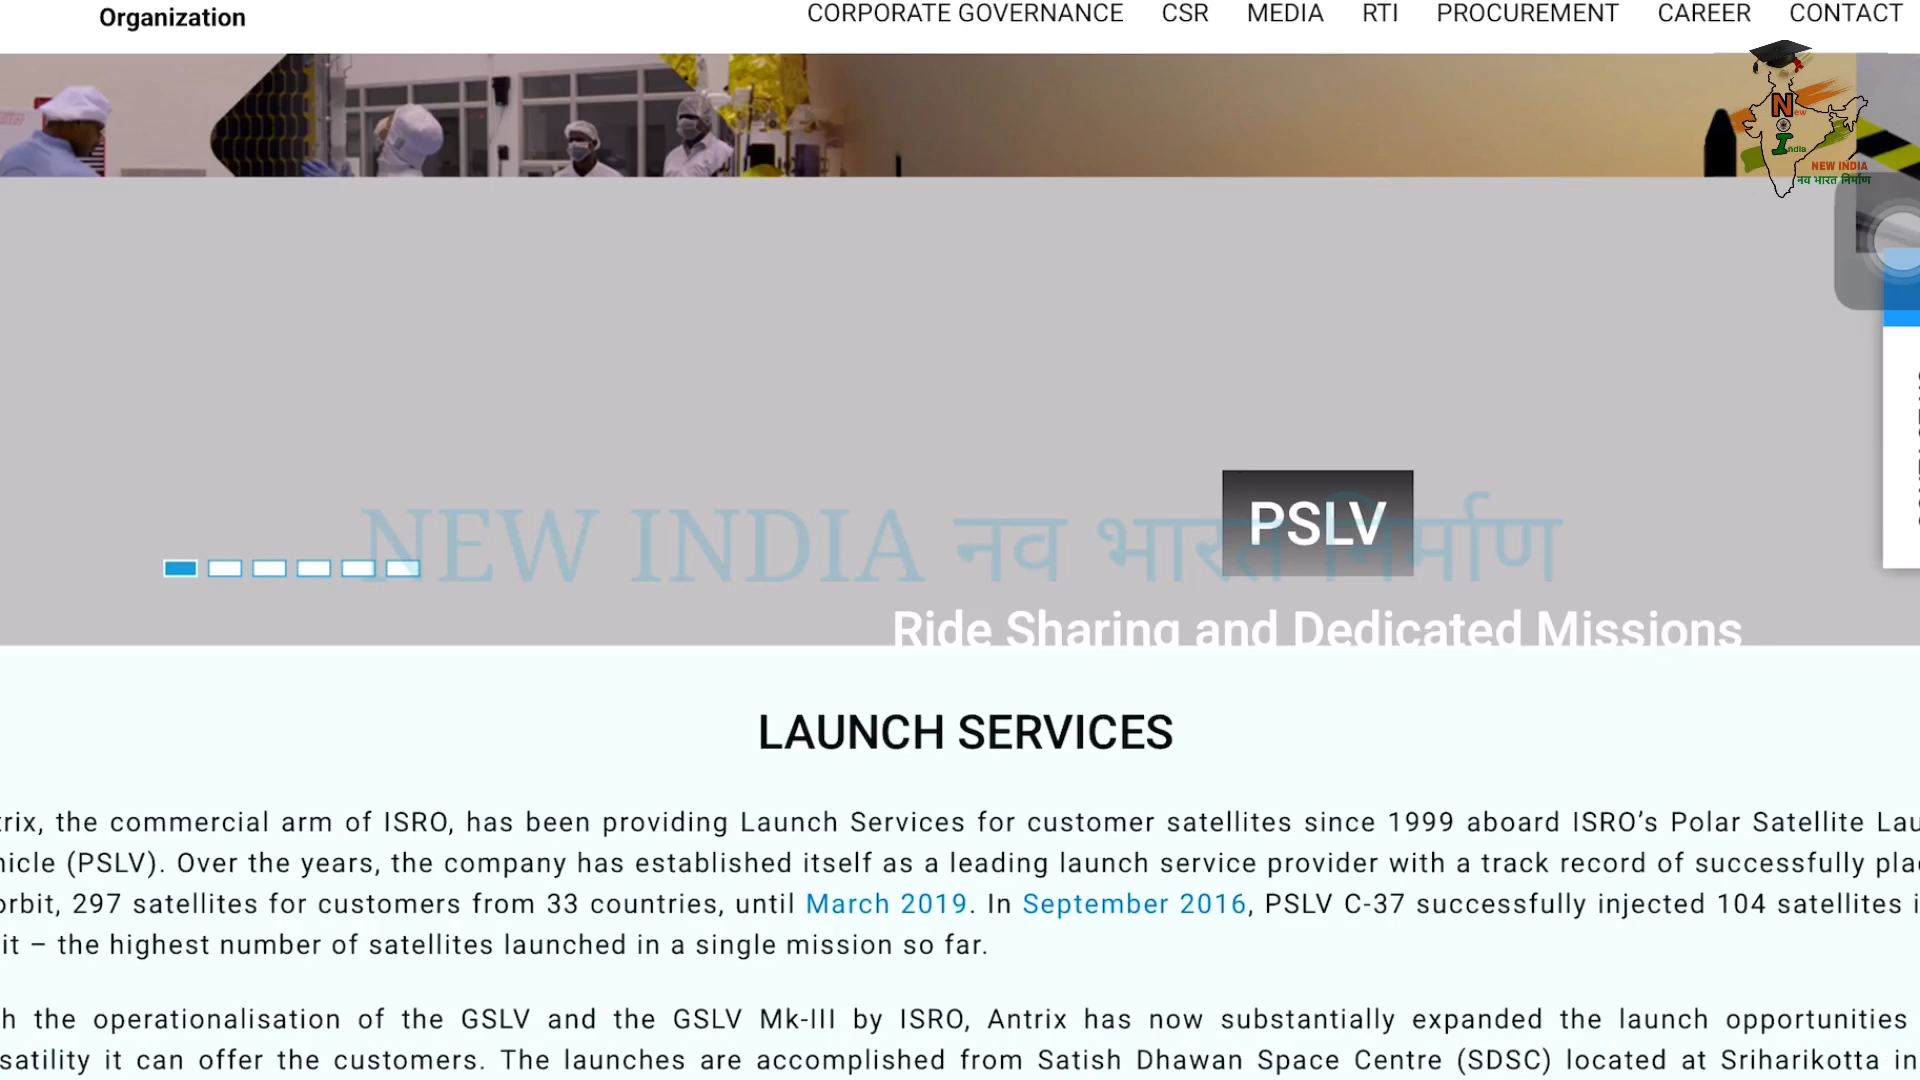 Organization
CORPORATE GOVERNANCE CSR MEDIA RTI PROCUREMENT CAREER CONTACT
New
India
NEW INDIA
नव भारत निर्माण
PSLV
NEW INDIA नव भारत निर्माण
Ride Sharing and Dedicated Missions
LAUNCH SERVICES
trix, the commercial arm of ISRO, has been providing Launch Services for customer satellites since 1999 aboard ISRO’s Polar Satellite Lau
hicle (PSLV). Over the years, the company has established itself as a leading launch service provider with a track record of successfully plac
orbit, 297 satellites for customers from 33 countries, until March 2019. In September 2016, PSLV C-37 successfully injected 104 satellites i
it – the highest number of satellites launched in a single mission so far.
h the operationalisation of the GSLV and the GSLV Mk-III by ISRO, Antrix has now substantially expanded the launch opportunities
satility it can offer the customers. The launches are accomplished from Satish Dhawan Space Centre (SDSC) located at Sriharikotta in